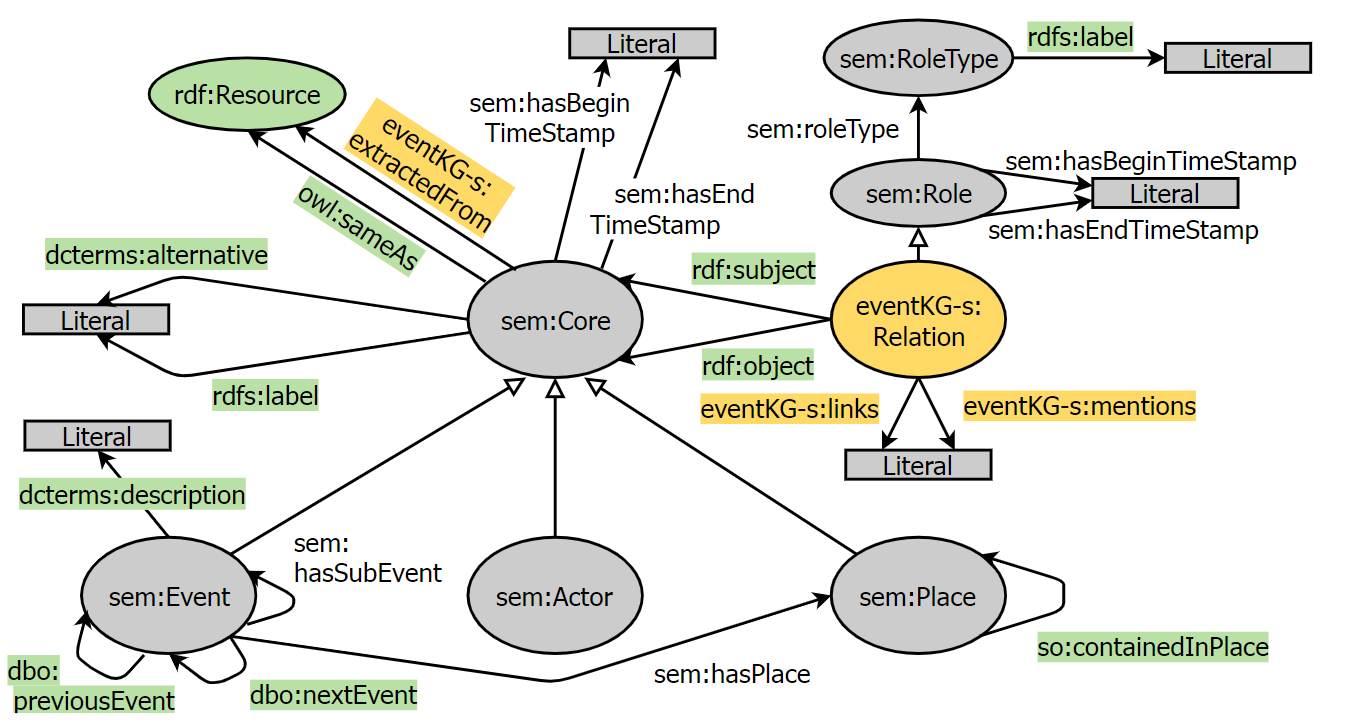 Literal
sem:RoleType
rdfs:label
Literal
rdf:Resource
eventKG-s:
extractedFrom
sem:hasBegin
TimeStamp
sem:roleType
owl:sameAs
sem:hasEnd
TimeStamp
sem:Role
sem:hasBeginTimeStamp
Literal
sem:hasEndTimeStamp
dcterms:alternative
Literal
rdfs:label
sem:Core
rdf:subject
rdf:object
eventKG-s:
Relation
eventKG-s:links
eventKG-s:mentions
Literal
Literal
dcterms:description
sem:
hasSubEvent
sem:Event
sem:Actor
sem:Place
so:containedInPlace
sem:hasPlace
dbo:
previousEvent
dbo:nextEvent